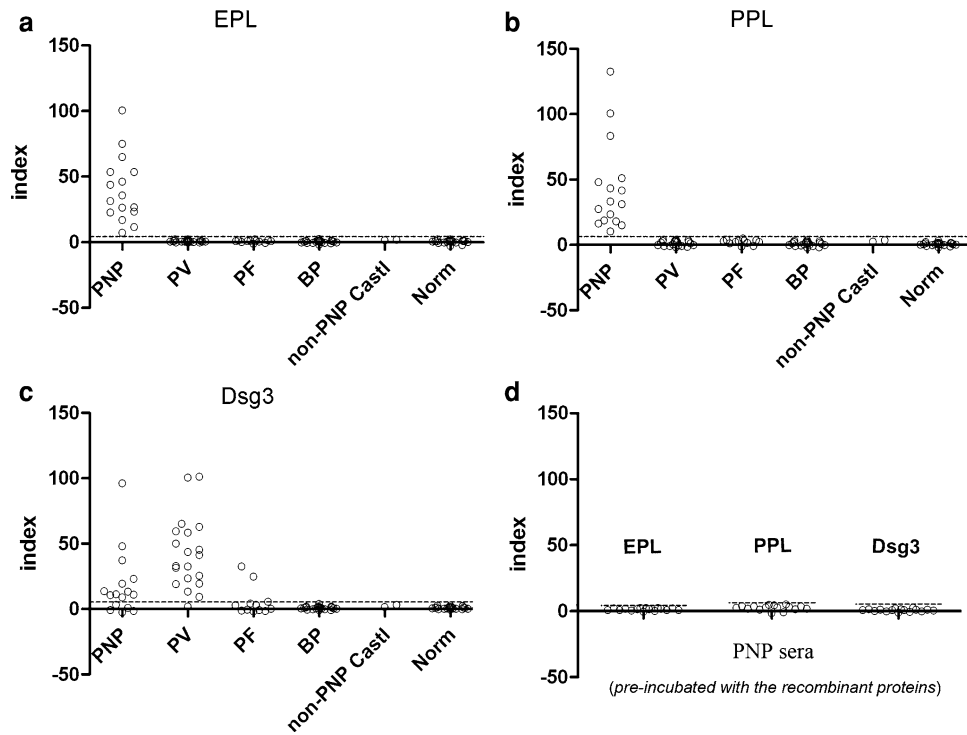 a
EPL
150
100
50
0
-50
index
PNP
PV
PF
BP
non-PNP Castl
Norm
b
PPL
150
100
50
0
-50
index
PNP
PV
PF
BP
non-PNP Castl
Norm
c
Dsg3
150
100
50
0
-50
index
PNP
PV
PF
BP
non-PNP Castl
Norm
d
150
100
50
0
-50
index
EPL
PPL
Dsg3
PNP sera
(pre-incubated with the recombinant proteins)